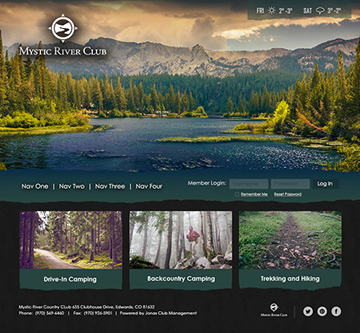 FRI 2°-3° SAT 3°-3°
MYSTIC RIVER CLUB
Nav One | Nav Two | Nav Three | Nav Four
Member Login: Log In
Remember Me Reset Password
Drive-In Camping
Backcountry Camping
Trekking and Hiking
Mystic River Country Club 655 Clubhouse Drive, Edwards, CO 81632
Phone: (970) 569-6460 | Fax: (970) 926-5901 | Powered by Jonas Club Management
MYSTIC RIVER CLUB